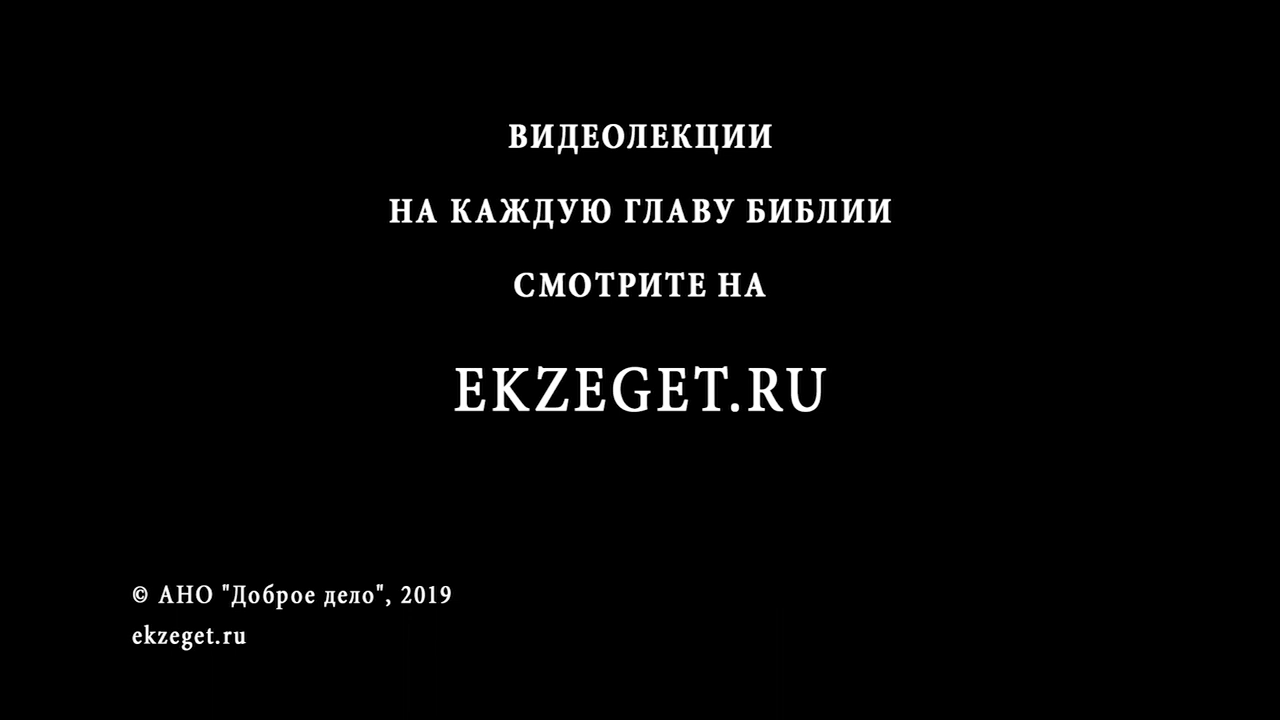 ВИДЕОЛЕКЦИИ
НА КАЖДУЮ ГЛАВУ БИБЛИИ
СМОТРИТЕ НА
EKZEGET.RU
© АНО "Доброе дело", 2019
ekzeget.ru